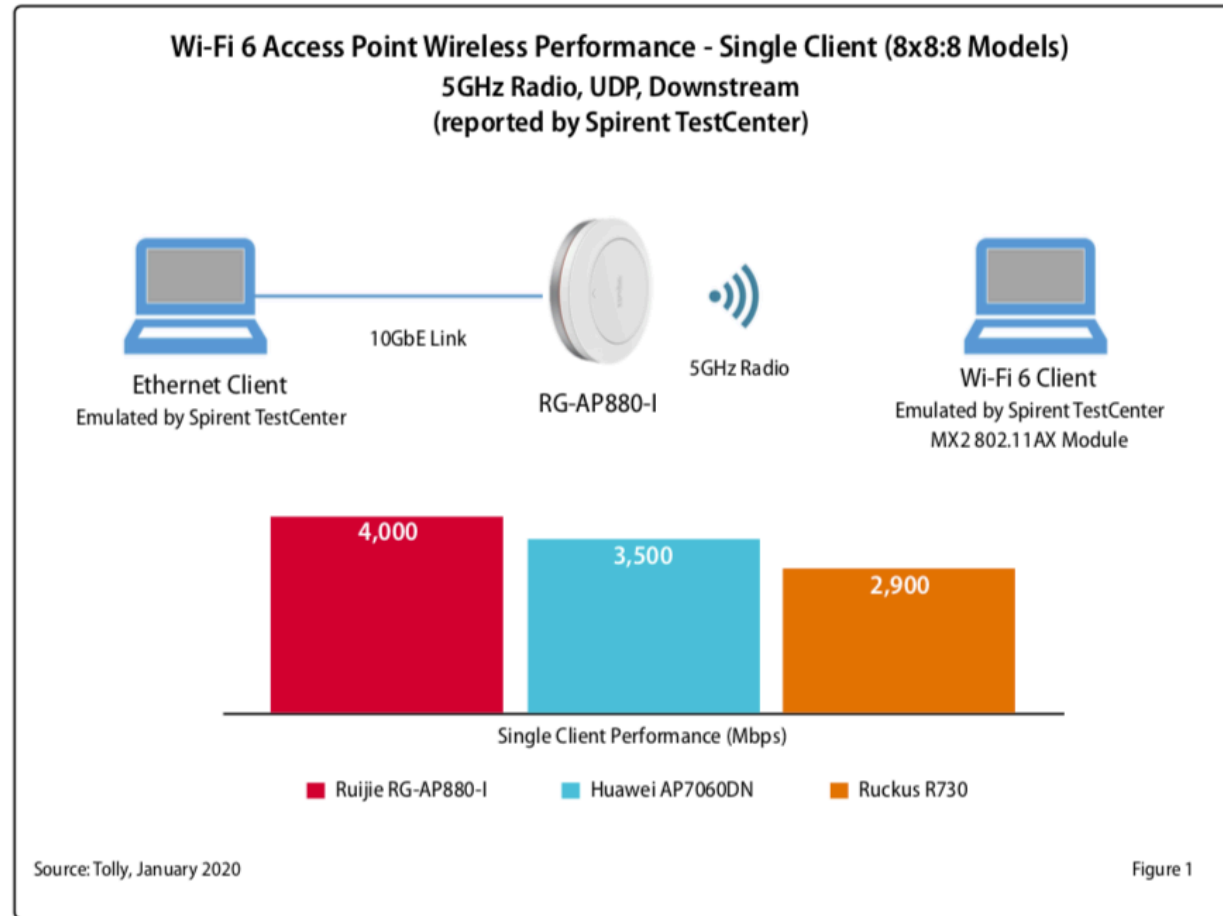 Wi-Fi 6 Access Point Wireless Performance - Single Client (8x8:8 Models)
5GHz Radio, UDP, Downstream
(reported by Spirent TestCenter)
10GbE Link
5GHz Radio
Ethernet Client
Emulated by Spirent TestCenter
RG-AP880-I
Wi-Fi 6 Client
Emulated by Spirent TestCenter
MX2 802.11AX Module
4,000
3,500
2,900
Single Client Performance (Mbps)
Ruijie RG-AP880-I
Huawei AP7060DN
Ruckus R730
Source: Tolly, January 2020
Figure 1